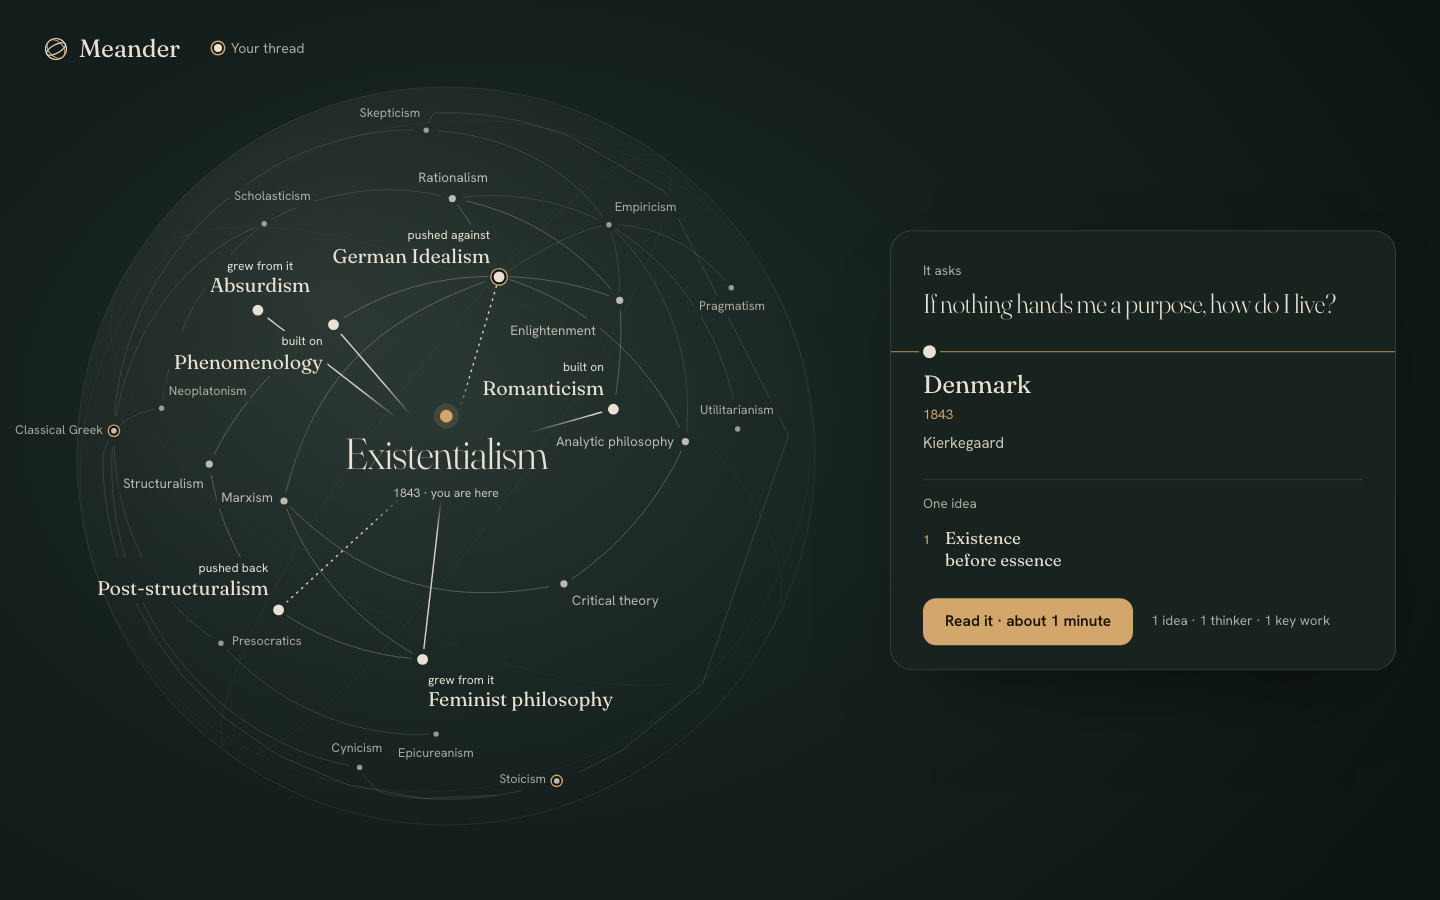 Meander
Your thread
Skepticism
Rationalism
Scholasticism
Empiricism
pushed against
German Idealism
grew from it
Absurdism
Pragmatism
Enlightenment
built on
Phenomenology
built on
Romanticism
Neoplatonism
Utilitarianism
Classical Greek
Analytic philosophy
Existentialism
1843 · you are here
Structuralism
Marxism
pushed back
Post-structuralism
Critical theory
Presocratics
grew from it
Feminist philosophy
Cynicism
Epicureanism
Stoicism
It asks
If nothing hands me a purpose, how do I live?
Denmark
1843
Kierkegaard
One idea
1 Existence
before essence
Read it · about 1 minute
1 idea · 1 thinker · 1 key work